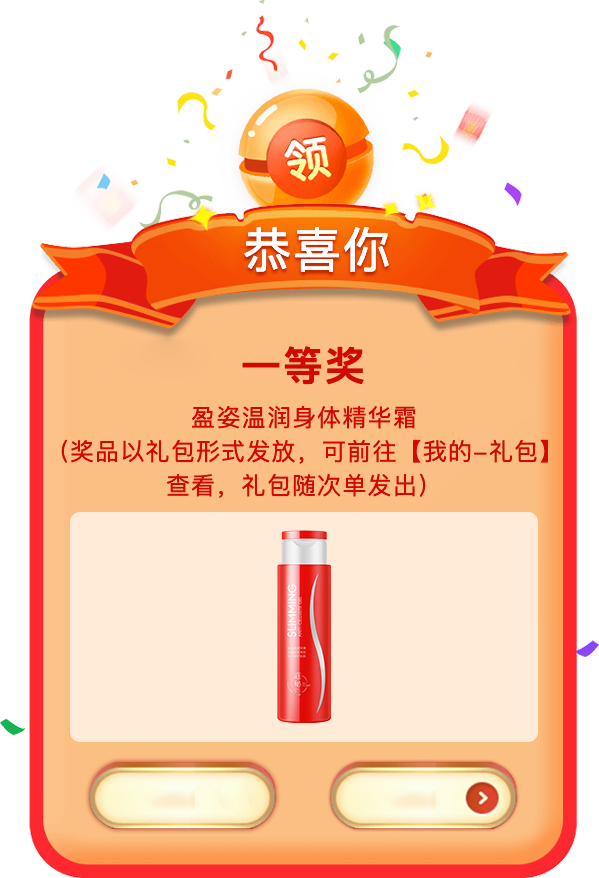 领
恭喜你
一等奖
盈姿温润身体精华霜
（奖品以礼包形式发放，可前往【我的–礼包】
查看，礼包随次单发出）
SLIMMING